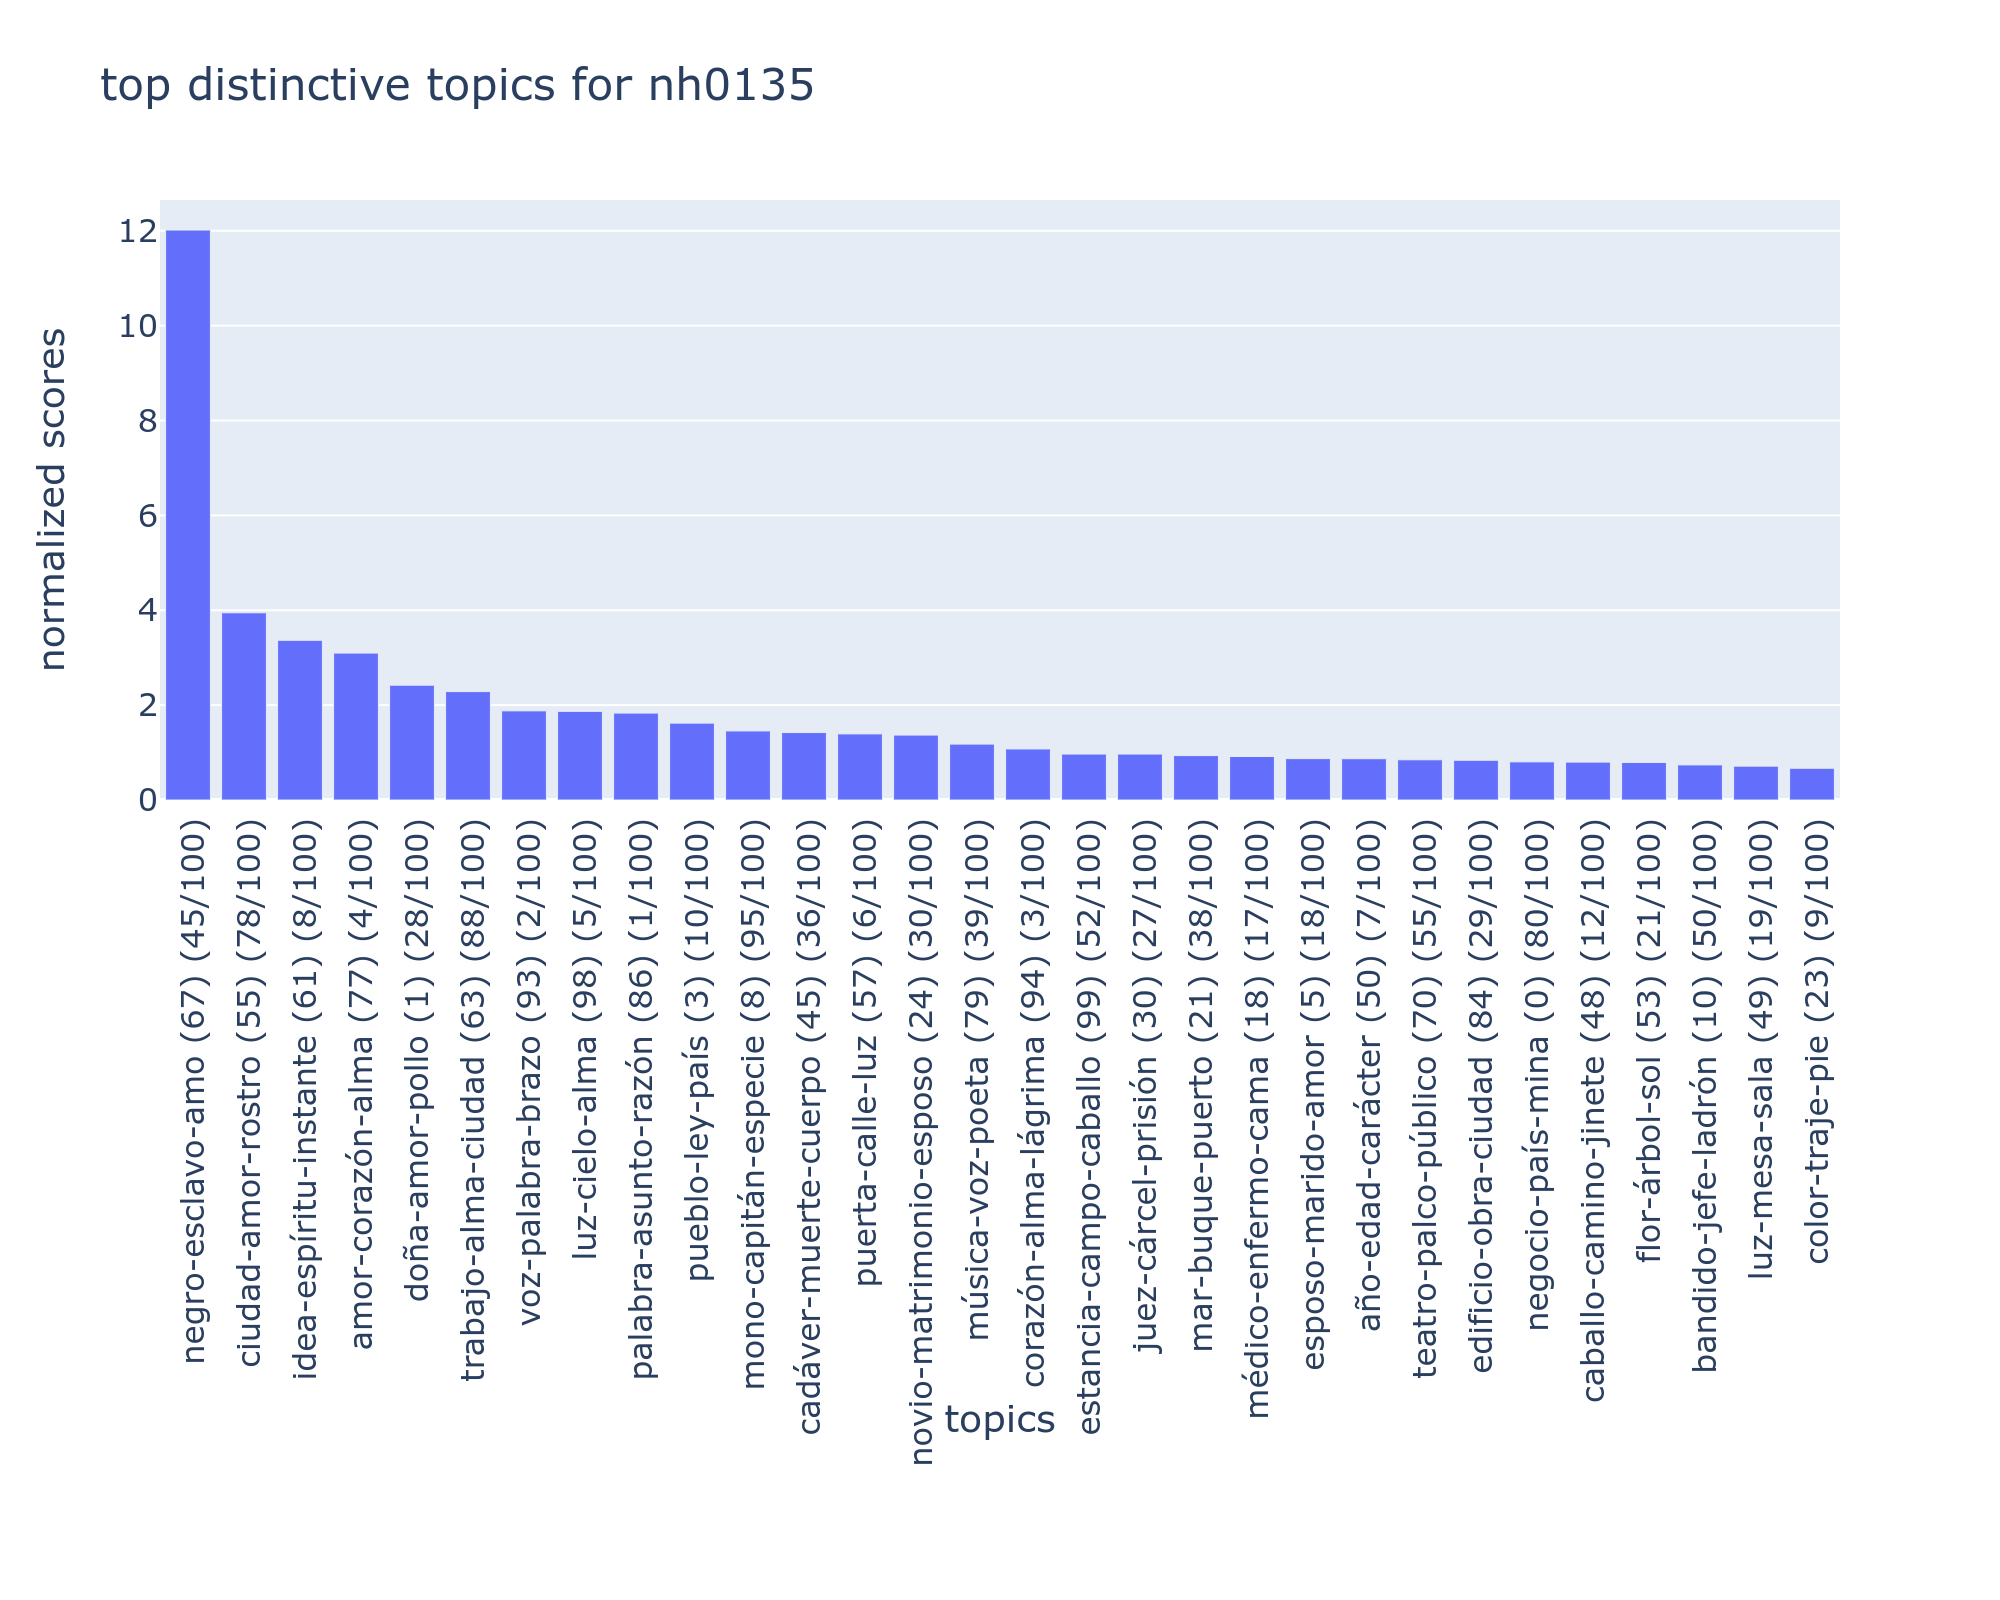 top distinctive topics for nh0135
normalized scores
12
10
8
6
4
2
0
negro-esclavo-amo (67) (45/100)
ciudad-amor-rostro (55) (78/100)
idea-espíritu-instante (61) (8/100)
amor-corazón-alma (77) (4/100)
doña-amor-pollo (1) (28/100)
trabajo-alma-ciudad (63) (88/100)
voz-palabra-brazo (93) (2/100)
luz-cielo-alma (98) (5/100)
palabra-asunto-razón (86) (1/100)
pueblo-ley-país (3) (10/100)
mono-capitán-especie (8) (95/100)
cadáver-muerte-cuerpo (45) (36/100)
puerta-calle-luz (57) (6/100)
novio-matrimonio-esposo (24) (30/100)
música-voz-poeta (79) (39/100)
corazón-alma-lágrima (94) (3/100)
estancia-campo-caballo (99) (52/100)
juez-cárcel-prisión (30) (27/100)
mar-buque-puerto (21) (38/100)
médico-enfermo-cama (18) (17/100)
esposo-marido-amor (5) (18/100)
año-edad-carácter (50) (7/100)
teatro-palco-público (70) (55/100)
edificio-obra-ciudad (84) (29/100)
negocio-país-mina (0) (80/100)
caballo-camino-jinete (48) (12/100)
flor-árbol-sol (53) (21/100)
bandido-jefe-ladrón (10) (50/100)
luz-mesa-sala (49) (19/100)
color-traje-pie (23) (9/100)
topics